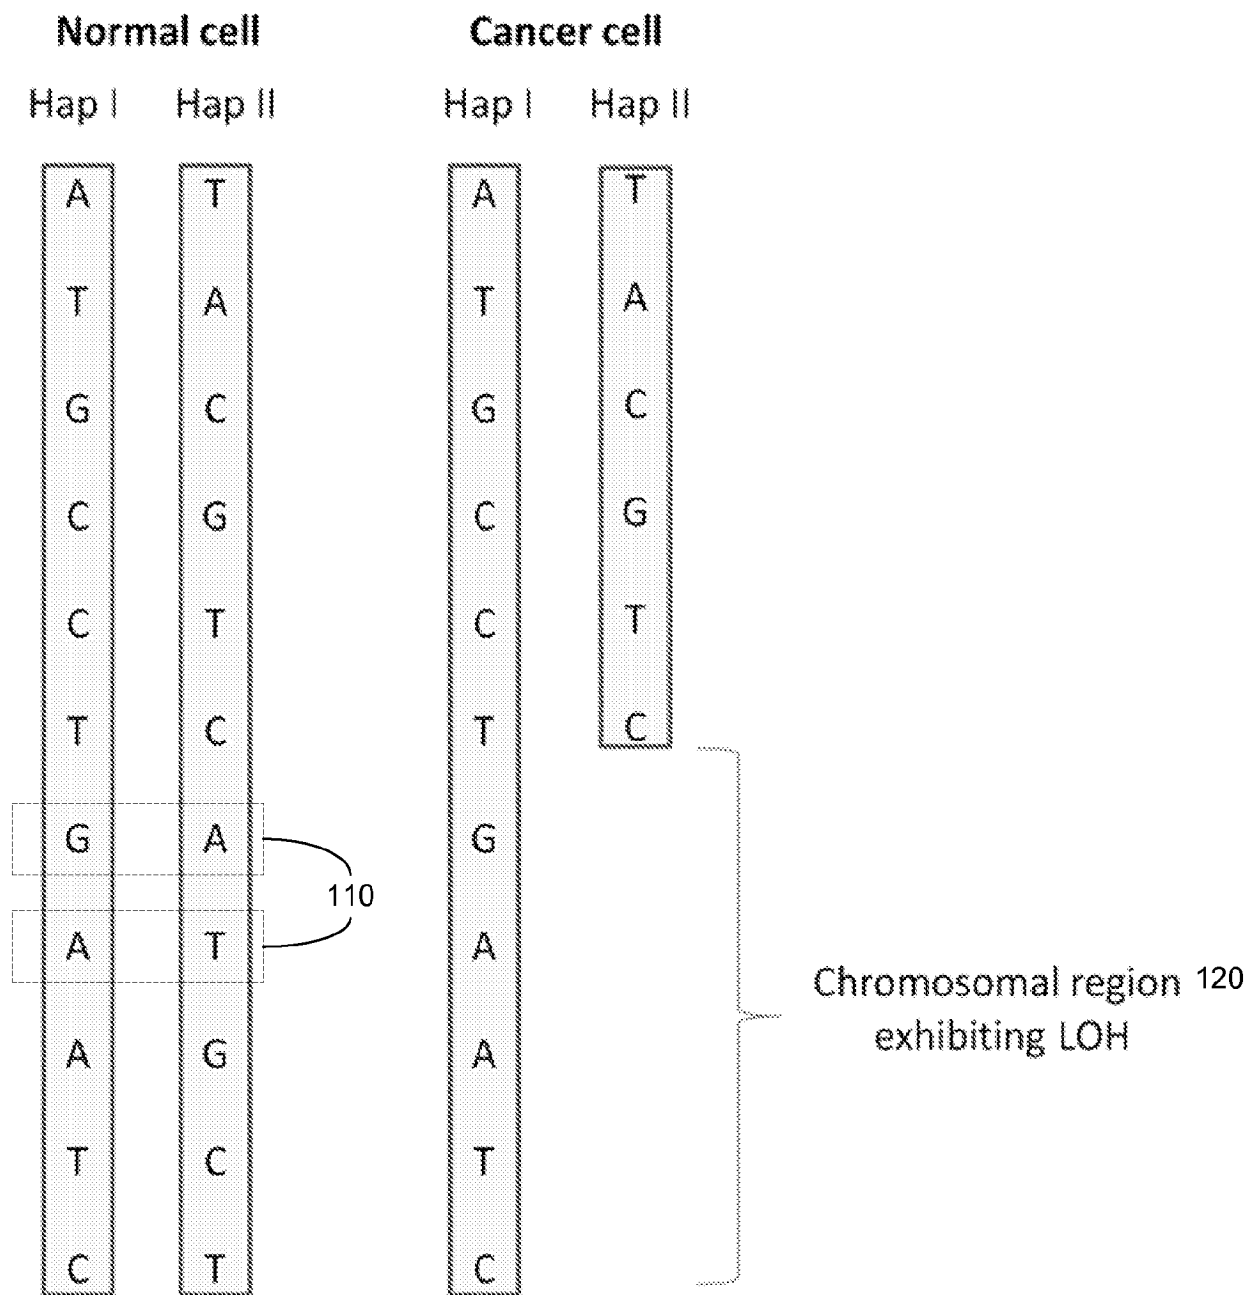 Normal cell Cancer cell
Hap I Hap II Hap I Hap II
A T A T
T A T A
G C G C
C G C G
C T C T
T C T C
G A G
110
A T A
Chromosomal region 120
exhibiting LOH
A G A
T C T
C T C